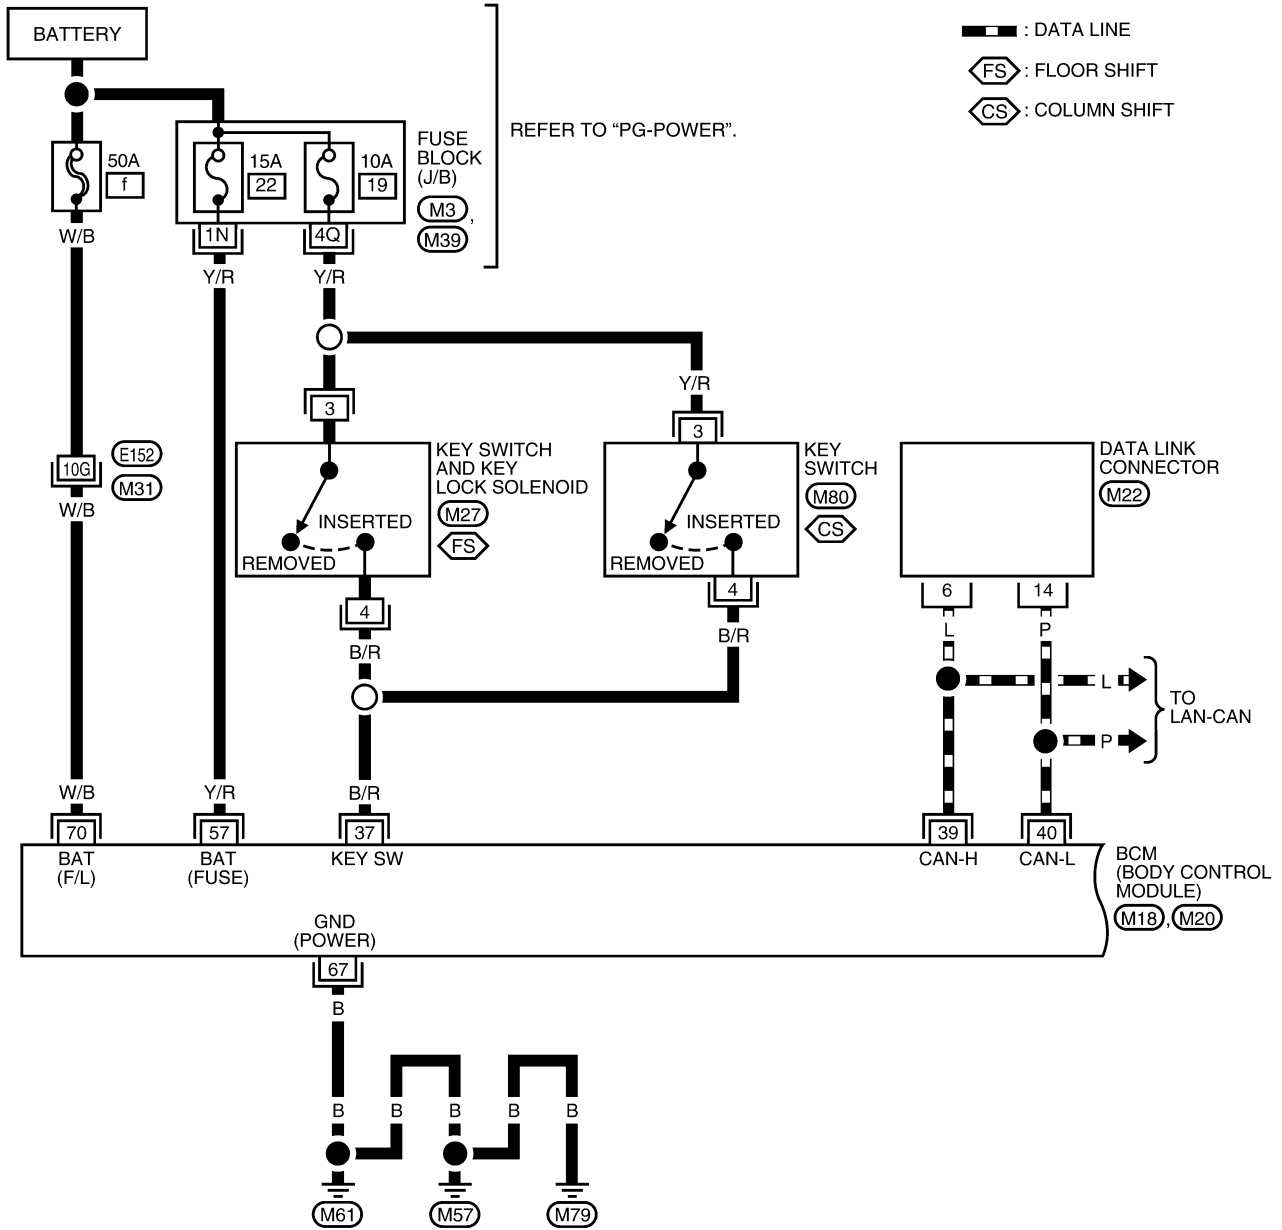 BATTERY
: DATA LINE
FS : FLOOR SHIFT
CS : COLUMN SHIFT
REFER TO “PG-POWER”.
50A
f
15A
22
10A
19
FUSE
BLOCK
(J/B)
M3 ,
M39
W/B
1N
4Q
Y/R
Y/R
3
Y/R
3
10G
E152
M31
W/B
KEY SWITCH
AND KEY
LOCK SOLENOID
M27
FS
INSERTED
REMOVED
KEY
SWITCH
M80
CS
INSERTED
REMOVED
DATA LINK
CONNECTOR
M22
4
4
6
14
B/R
B/R
L
P
L
P
TO
LAN-CAN
W/B
Y/R
B/R
70
57
37
39
40
BAT
(F/L)
BAT
(FUSE)
KEY SW
CAN-H
CAN-L
BCM
(BODY CONTROL
MODULE)
M18 , M20
GND
(POWER)
67
B
B
B
B
B
B
M61
M57
M79